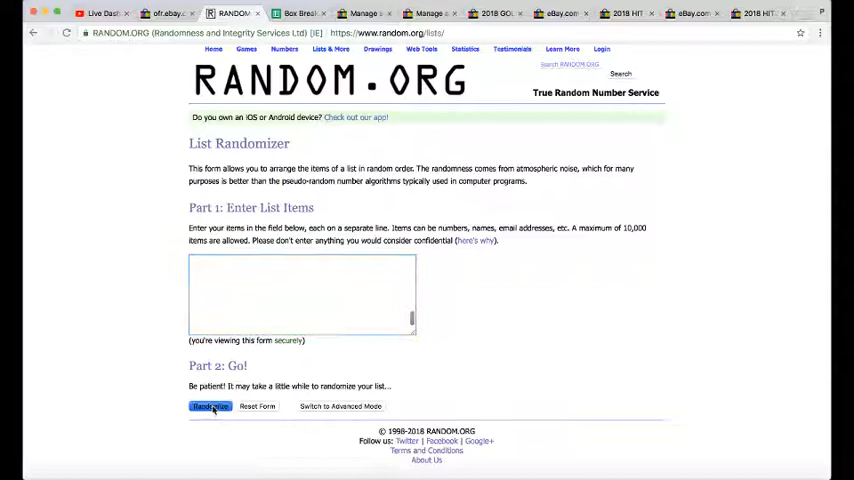 Live Dash
ofr.ebay.c
RANDOM
Box Break
Manage s
Manage a
2018 GOL
eBay.com
2018 HIT
eBay.com
2018 HIT
RANDOM.ORG (Randomness and Integrity Services Ltd) [IE] | https://www.random.org/lists/
Home Games Numbers Lists & More Drawings Web Tools Statistics Testimonials Learn More Login
Search RANDOM.ORG
Search
RANDOM.ORG
True Random Number Service
Do you own an iOS or Android device? Check out our app!
List Randomizer
This form allows you to arrange the items of a list in random order. The randomness comes from atmospheric noise, which for many
purposes is better than the pseudo-random number algorithms typically used in computer programs.
Part 1: Enter List Items
Enter your items in the field below, each on a separate line. Items can be numbers, names, email addresses, etc. A maximum of 10,000
items are allowed. Please don't enter anything you would consider confidential (here's why).
(you're viewing this form securely)
Part 2: Go!
Be patient! It may take a little while to randomize your list...
Randomize Reset Form Switch to Advanced Mode
© 1998-2018 RANDOM.ORG
Follow us: Twitter | Facebook | Google+
Terms and Conditions
About Us